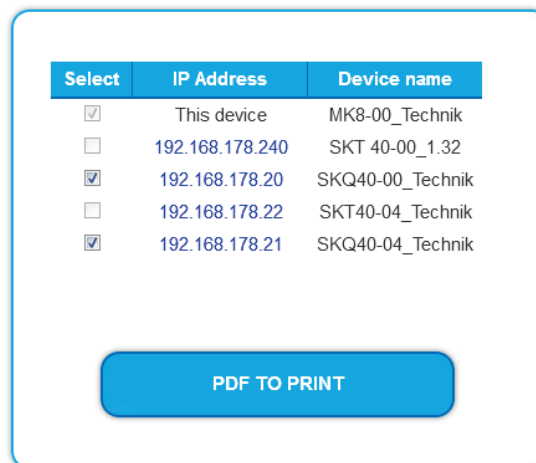 Select IP Address Device name
This device MK8-00_Technik
192.168.178.240 SKT 40-00_1.32
192.168.178.20 SKQ40-00_Technik
192.168.178.22 SKT40-04_Technik
192.168.178.21 SKQ40-04_Technik
PDF TO PRINT